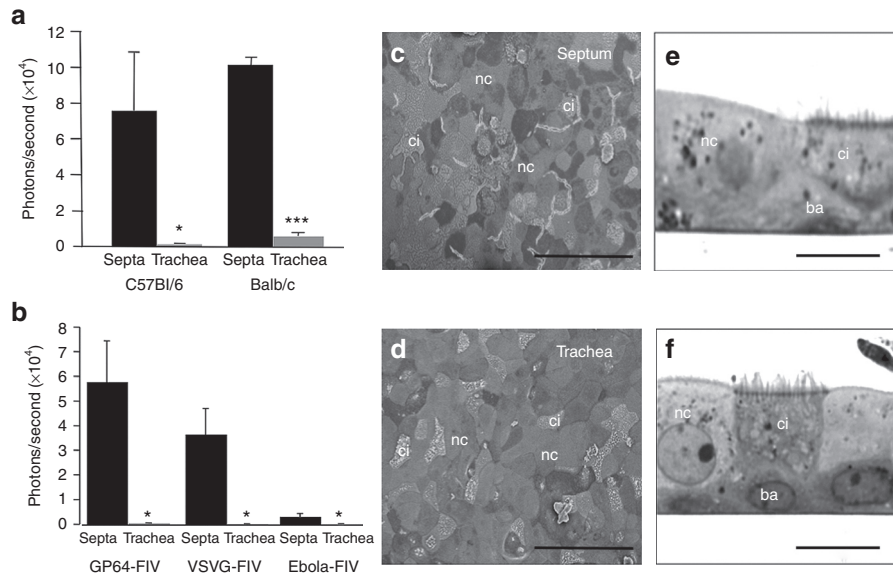 a
12
10
8
6
4
2
0
Photons/second (×10⁴)
*
***
Septa Trachea Septa Trachea
C57Bl/6 Balb/c
b
8
7
6
5
4
3
2
1
0
Photons/second (×10⁴)
* * *
Septa Trachea Septa Trachea Septa Trachea
GP64-FIV VSVG-FIV Ebola-FIV
c Septum
nc
ci
ci
nc
d Trachea
ci
nc
ci
nc
e
nc
ci
ba
f
nc
ci
ba